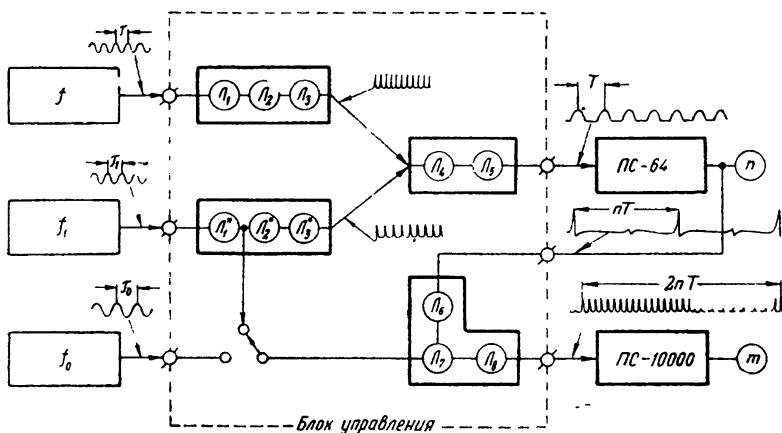 T
f
Л₁ Л₂ Л₃
T
Л₄ Л₅
ПС-64
n
T₁
f₁
Л₁* Л₂* Л₃*
nT
T₀
f₀
Л₆
Л₇ Л₈
2nT
ПС-10000
m
Блок управления